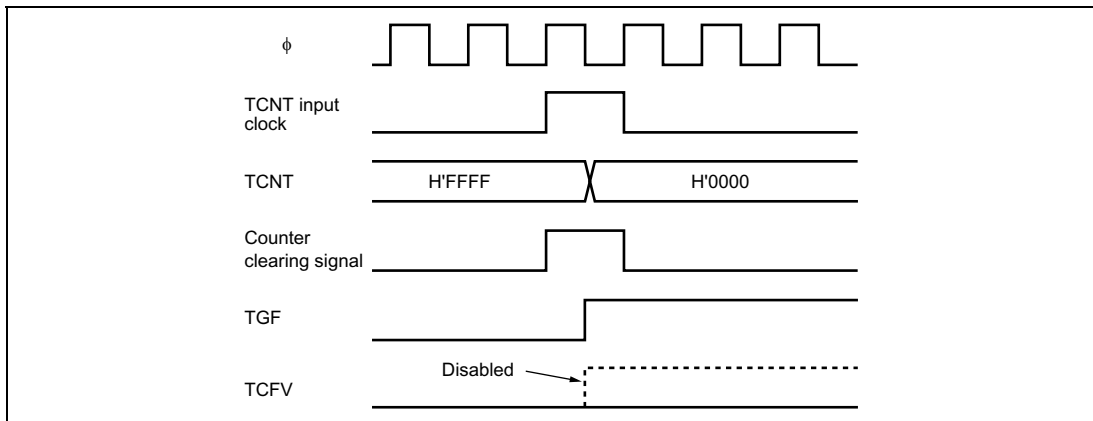 ϕ
TCNT input
clock
TCNT
H'FFFF
H'0000
Counter
clearing signal
TGF
Disabled
TCFV